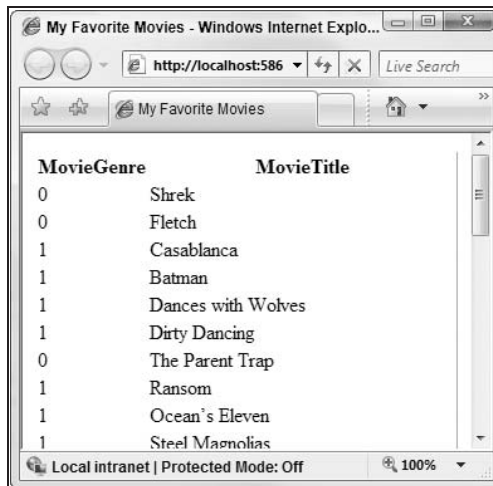 My Favorite Movies - Windows Internet Explo...
http://localhost:586
Live Search
My Favorite Movies
»
MovieGenre MovieTitle
0 Shrek
0 Fletch
1 Casablanca
1 Batman
1 Dances with Wolves
1 Dirty Dancing
0 The Parent Trap
1 Ransom
1 Ocean's Eleven
1 Steel Magnolias
Local intranet | Protected Mode: Off 100%